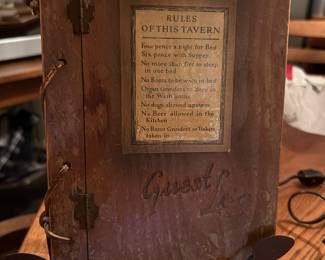 RULES
OF THIS TAVERN
Four pence a night for Bed
Six pence with Supper
No more than five to sleep
in one bed
No Boots to be worn in bed
Organ Grinders to sleep in
the Wash house
No dogs allowed upstairs
No Beer allowed in the
Kitchen
No Razor Grinders or Tinkers
taken in
Guest